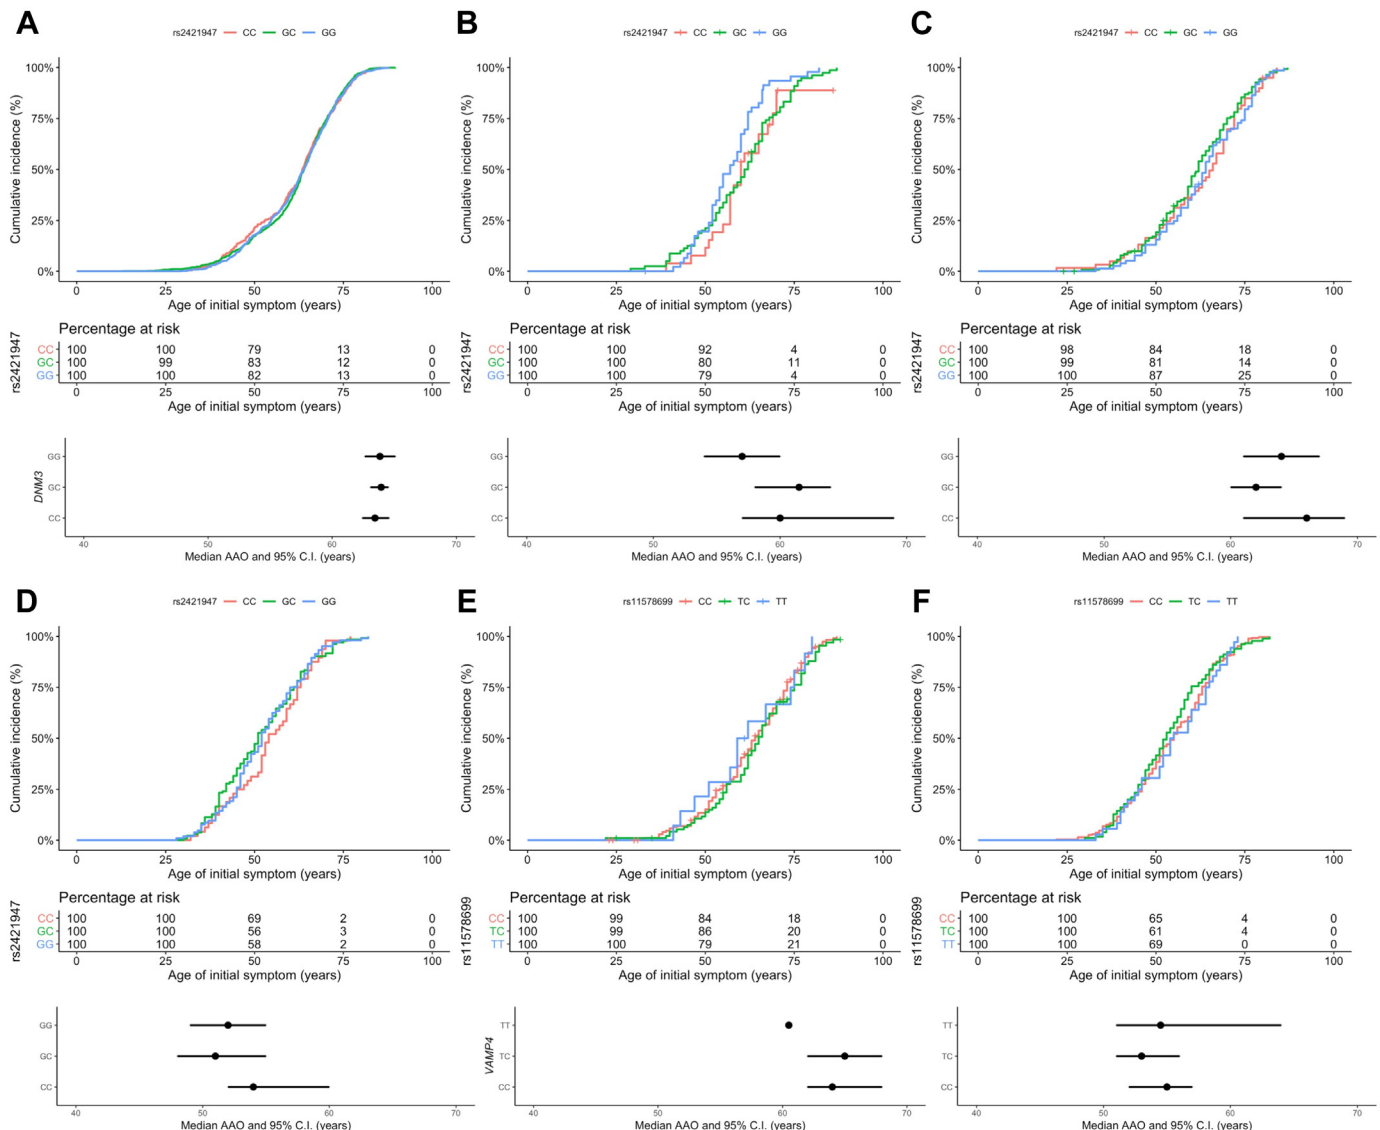 A
rs2421947 CC GC GG
100%
75%
50%
25%
0%
Cumulative incidence (%)
0 25 50 75 100
Age of initial symptom (years)
Percentage at risk
rs2421947
CC 100 100 79 13 0
GC 100 99 83 12 0
GG 100 100 82 13 0
0 25 50 75 100
Age of initial symptom (years)
DNM3
GG
GC
CC
40 50 60 70
Median AAO and 95% C.I. (years)
B
rs2421947 CC GC GG
100%
75%
50%
25%
0%
Cumulative incidence (%)
0 25 50 75 100
Age of initial symptom (years)
Percentage at risk
rs2421947
CC 100 100 92 4 0
GC 100 100 80 11 0
GG 100 100 79 4 0
0 25 50 75 100
Age of initial symptom (years)
GG
GC
CC
40 50 60 70
Median AAO and 95% C.I. (years)
C
rs2421947 CC GC GG
100%
75%
50%
25%
0%
Cumulative incidence (%)
0 25 50 75 100
Age of initial symptom (years)
Percentage at risk
rs2421947
CC 100 98 84 18 0
GC 100 99 81 14 0
GG 100 100 87 25 0
0 25 50 75 100
Age of initial symptom (years)
GG
GC
CC
40 50 60 70
Median AAO and 95% C.I. (years)
D
rs2421947 CC GC GG
100%
75%
50%
25%
0%
Cumulative incidence (%)
0 25 50 75 100
Age of initial symptom (years)
Percentage at risk
rs2421947
CC 100 100 69 2 0
GC 100 100 56 3 0
GG 100 100 58 2 0
0 25 50 75 100
Age of initial symptom (years)
GG
GC
CC
40 50 60 70
Median AAO and 95% C.I. (years)
E
rs11578699 CC TC TT
100%
75%
50%
25%
0%
Cumulative incidence (%)
0 25 50 75 100
Age of initial symptom (years)
Percentage at risk
rs11578699
CC 100 99 84 18 0
TC 100 99 86 20 0
TT 100 100 79 21 0
0 25 50 75 100
Age of initial symptom (years)
VAMP4
TT
TC
CC
40 50 60 70
Median AAO and 95% C.I. (years)
F
rs11578699 CC TC TT
100%
75%
50%
25%
0%
Cumulative incidence (%)
0 25 50 75 100
Age of initial symptom (years)
Percentage at risk
rs11578699
CC 100 100 65 4 0
TC 100 100 61 4 0
TT 100 100 69 0 0
0 25 50 75 100
Age of initial symptom (years)
TT
TC
CC
40 50 60 70
Median AAO and 95% C.I. (years)